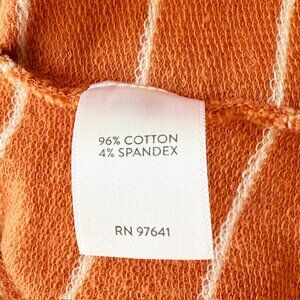 96% COTTON
4% SPANDEX
RN 97641